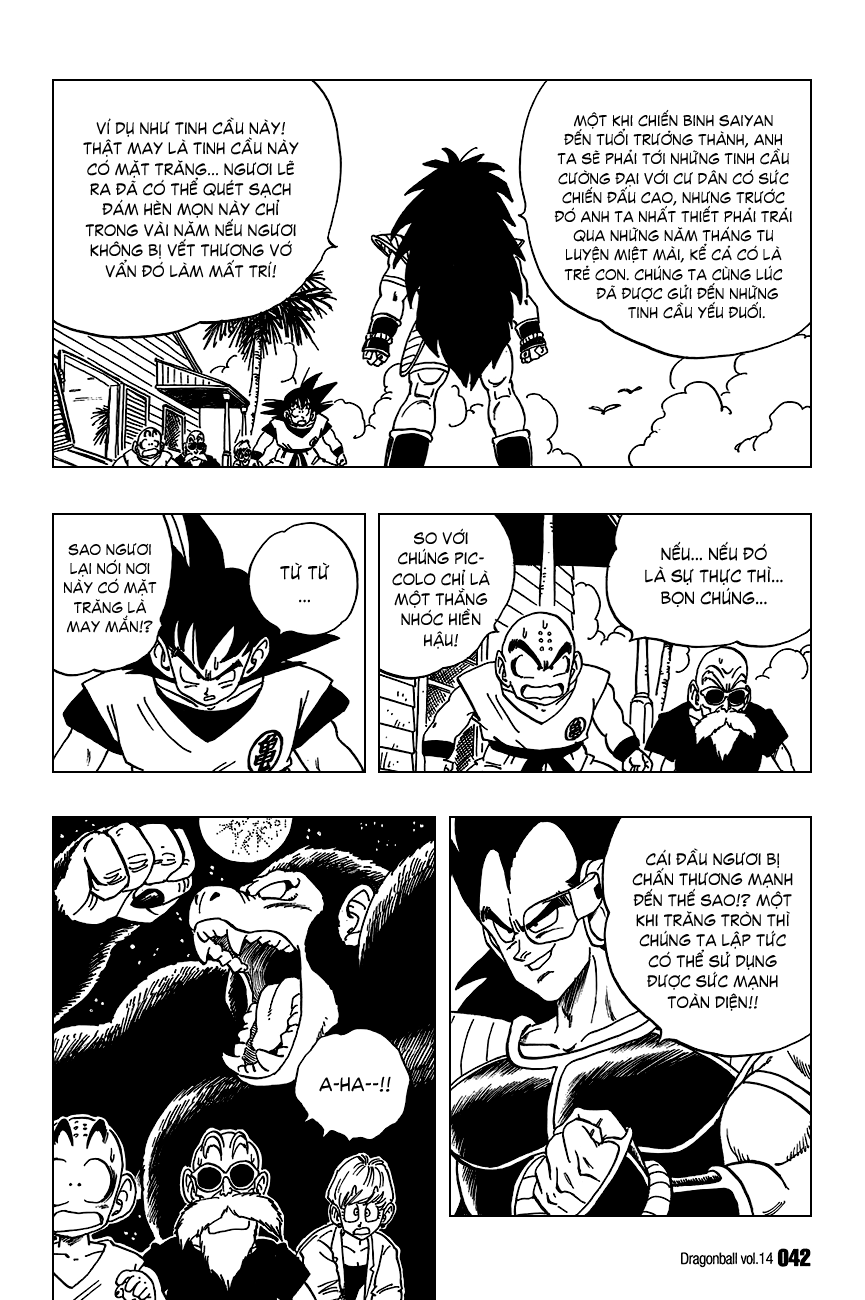 MỘT KHI CHIẾN BINH SAIYAN
ĐẾN TUỔI TRƯỞNG THÀNH, ANH
TA SẼ PHẢI TỚI NHỮNG TINH CẦU
CƯỜNG ĐẠI VỚI CƯ DÂN CÓ SỨC
CHIẾN ĐẤU CAO, NHƯNG TRƯỚC
ĐÓ ANH TA NHẤT THIẾT PHẢI TRẢI
QUA NHỮNG NĂM THÁNG TU
LUYỆN MIỆT MÀI, KỂ CẢ CÓ LÀ
TRẺ CON. CHÚNG TA CÙNG LÚC
ĐÃ ĐƯỢC GỬI ĐẾN NHỮNG
TINH CẦU YẾU ĐUỐI.
VÍ DỤ NHƯ TINH CẦU NÀY!
THẬT MAY LÀ TINH CẦU NÀY
CÓ MẶT TRĂNG... NGƯƠI LẼ
RA ĐÃ CÓ THỂ QUÉT SẠCH
ĐÁM HÈN MỌN NÀY CHỈ
TRONG VÀI NĂM NẾU NGƯƠI
KHÔNG BỊ VẾT THƯƠNG VỚ
VẨN ĐÓ LÀM MẤT TRÍ!
NẾU... NẾU ĐÓ
LÀ SỰ THỰC THÌ...
BỌN CHÚNG...
SO VỚI
CHÚNG PIC-
COLO CHỈ LÀ
MỘT THẰNG
NHÓC HIỀN
HẬU!
TỪ TỪ
...
SAO NGƯƠI
LẠI NÓI NƠI
NÀY CÓ MẶT
TRĂNG LÀ
MAY MẮN!?
亀
亀
CÁI ĐẦU NGƯƠI BỊ
CHẤN THƯƠNG MẠNH
ĐẾN THẾ SAO!? MỘT
KHI TRĂNG TRÒN THÌ
CHÚNG TA LẬP TỨC
CÓ THỂ SỬ DỤNG
ĐƯỢC SỨC MẠNH
TOÀN DIỆN!!
A-HA--!!
Dragonball vol.14 042